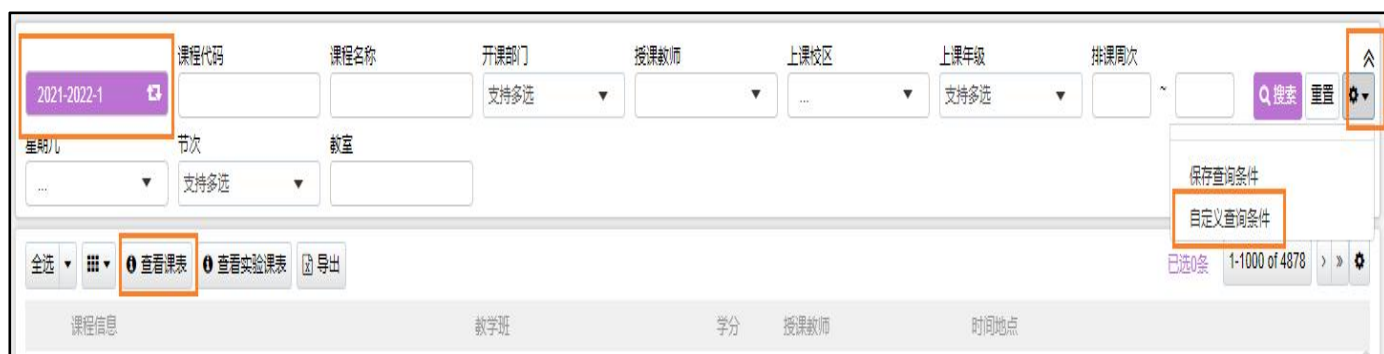 课程代码 课程名称 开课部门 授课教师 上课校区 上课年级 排课周次
2021-2022-1 支持多选 ... 支持多选 ~ 搜索 重置
星期几 节次 教室
... 支持多选
保存查询条件
自定义查询条件
全选 查看课表 查看实验课表 导出 已选0条 1-1000 of 4878
课程信息 教学班 学分 授课教师 时间地点